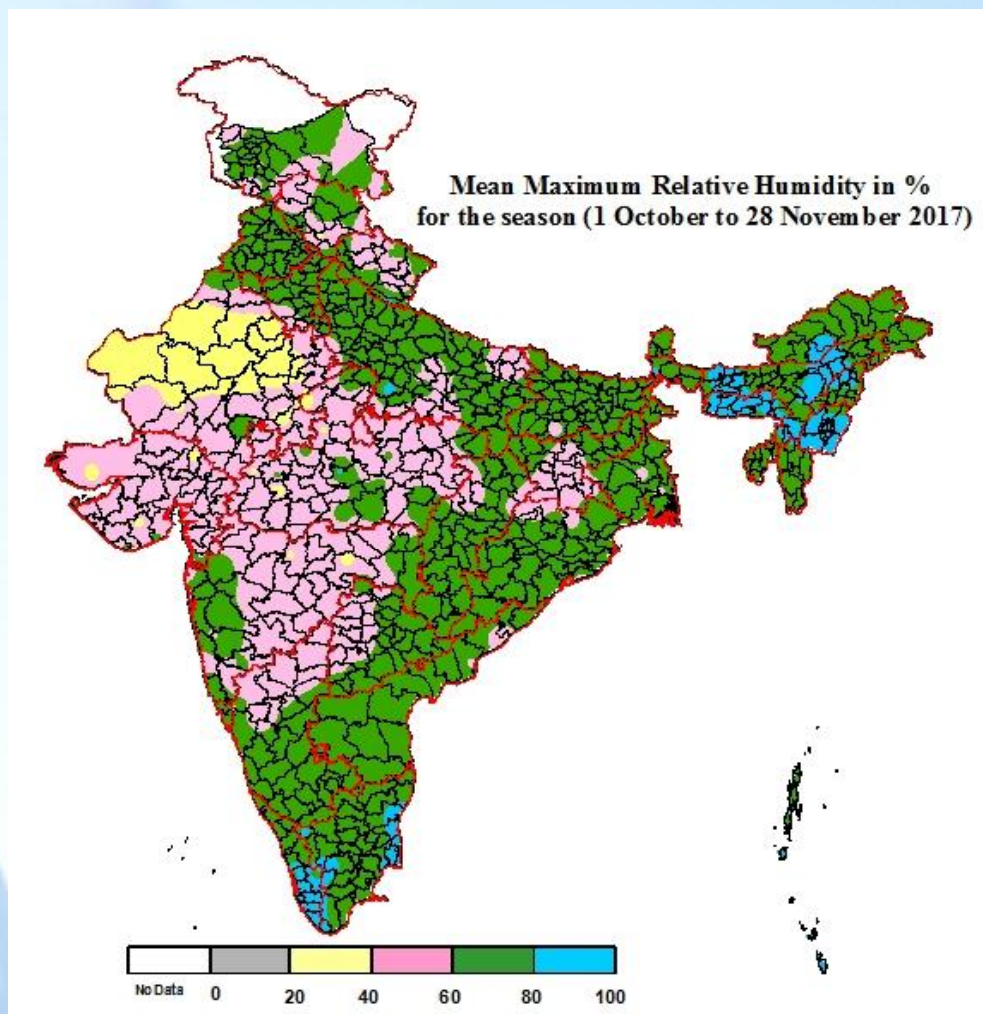 Mean Maximum Relative Humidity in %
for the season (1 October to 28 November 2017)
No Data 0 20 40 60 80 100